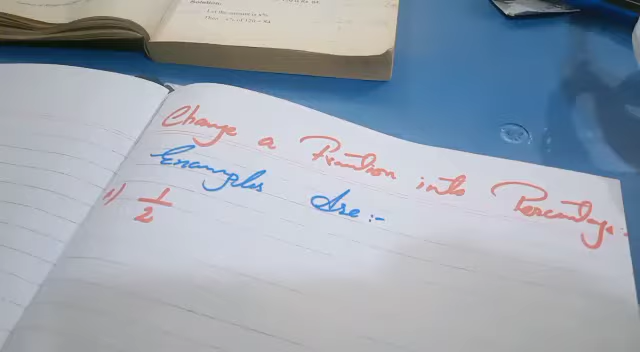 Change a Fraction into Percentage:-
Examples Are:-
1) 1/2